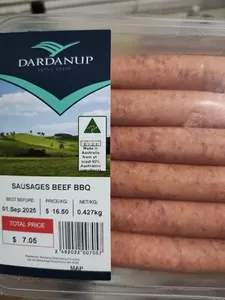 DARDANUP
Made in
Australia
from at
least 90%
Australian
SAUSAGES BEEF BBQ
BEST BEFORE PRICE/KG NET/KG
01.Sep.2025 $ 16.50 0.427kg
TOTAL PRICE
$ 7.05
MAP